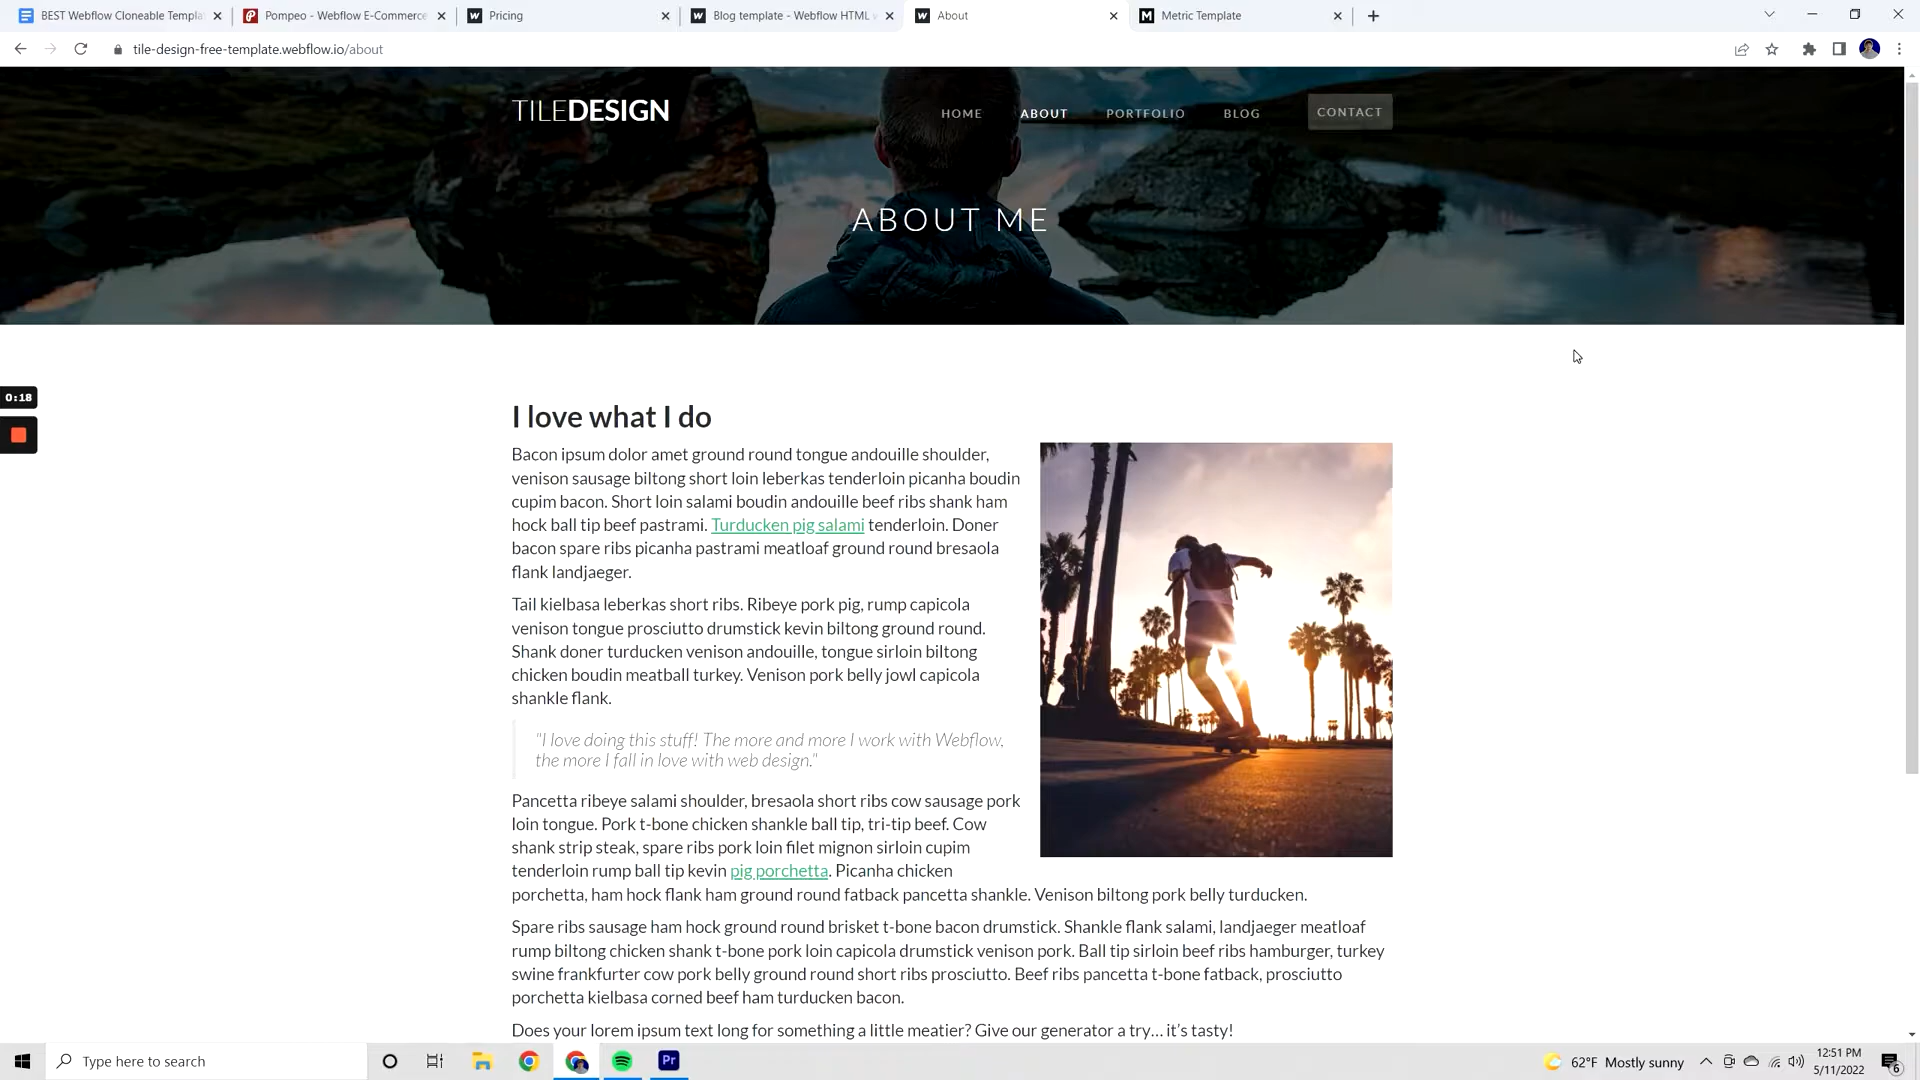 BEST Webflow Cloneable Templa
Pompeo - Webflow E-Commerce
Pricing
Blog template - Webflow HTML w
About
Metric Template
tile-design-free-template.webflow.io/about
TILEDESIGN
HOME
ABOUT
PORTFOLIO
BLOG
CONTACT
ABOUT ME
0:18
I love what I do
Bacon ipsum dolor amet ground round tongue andouille shoulder,
venison sausage biltong short loin leberkas tenderloin picanha boudin
cupim bacon. Short loin salami boudin andouille beef ribs shank ham
hock ball tip beef pastrami. Turducken pig salami tenderloin. Doner
bacon spare ribs picanha pastrami meatloaf ground round bresaola
flank landjaeger.
Tail kielbasa leberkas short ribs. Ribeye pork pig, rump capicola
venison tongue prosciutto drumstick kevin biltong ground round.
Shank doner turducken venison andouille, tongue sirloin biltong
chicken boudin meatball turkey. Venison pork belly jowl capicola
shankle flank.
"I love doing this stuff! The more and more I work with Webflow,
the more I fall in love with web design."
Pancetta ribeye salami shoulder, bresaola short ribs cow sausage pork
loin tongue. Pork t-bone chicken shankle ball tip, tri-tip beef. Cow
shank strip steak, spare ribs pork loin filet mignon sirloin cupim
tenderloin rump ball tip kevin pig porchetta. Picanha chicken
porchetta, ham hock flank ham ground round fatback pancetta shankle. Venison biltong pork belly turducken.
Spare ribs sausage ham hock ground round brisket t-bone bacon drumstick. Shankle flank salami, landjaeger meatloaf
rump biltong chicken shank t-bone pork loin capicola drumstick venison pork. Ball tip sirloin beef ribs hamburger, turkey
swine frankfurter cow pork belly ground round short ribs prosciutto. Beef ribs pancetta t-bone fatback, prosciutto
porchetta kielbasa corned beef ham turducken bacon.
Does your lorem ipsum text long for something a little meatier? Give our generator a try… it's tasty!
Type here to search
Pr
62°F Mostly sunny
12:51 PM
5/11/2022
6